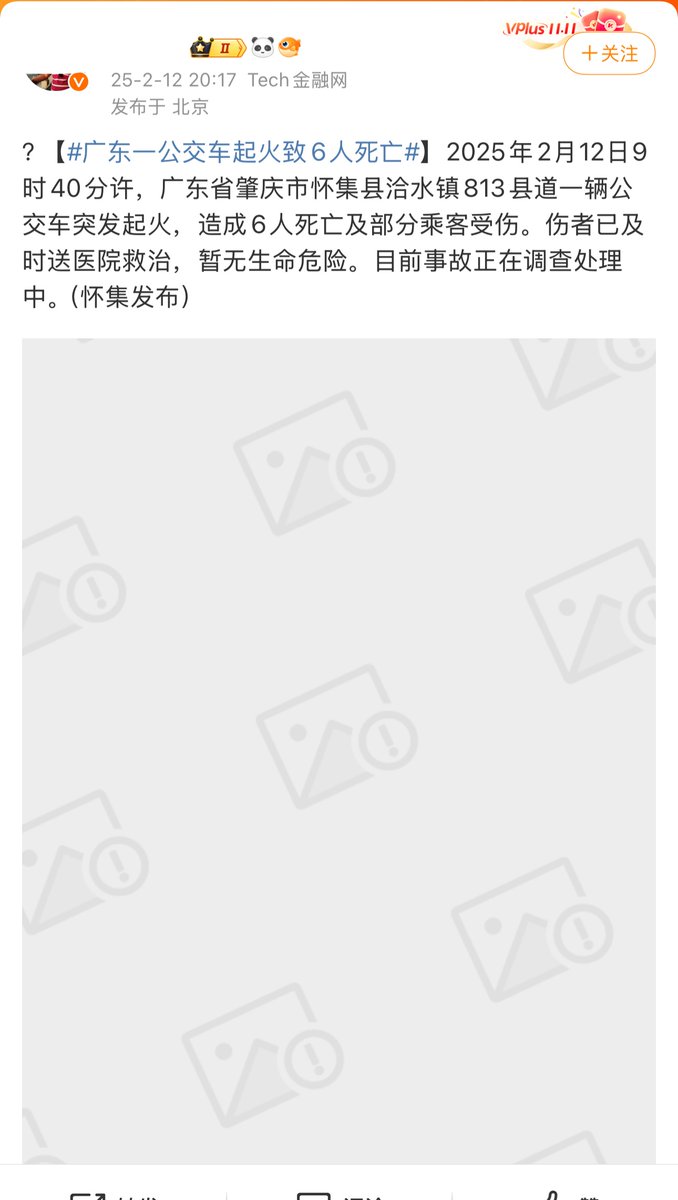 VPlus11.11
II
+关注
25-2-12 20:17 Tech金融网
发布于 北京
? 【#广东一公交车起火致6人死亡#】2025年2月12日9
时40分许，广东省肇庆市怀集县洽水镇813县道一辆公
交车突发起火，造成6人死亡及部分乘客受伤。伤者已及
时送医院救治，暂无生命危险。目前事故正在调查处理
中。(怀集发布)